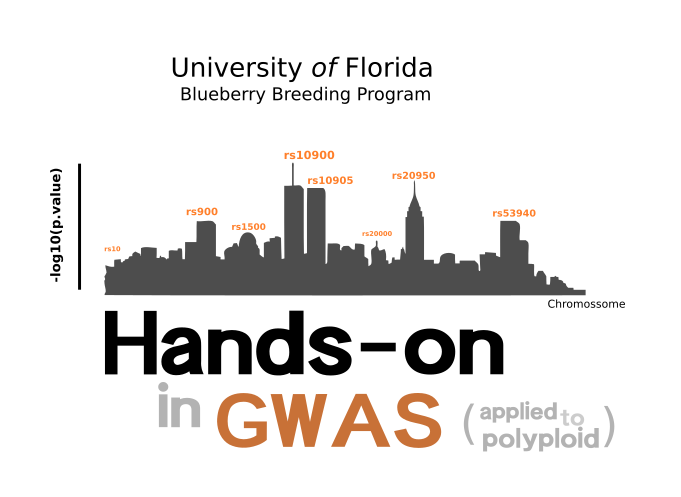 University of Florida
Blueberry Breeding Program
-log10(p.value)
rs10900
rs10905
rs20950
rs900
rs1500
rs53940
rs20000
rs10
Chromossome
Hands-on
in GWAS (applied to polyploid)